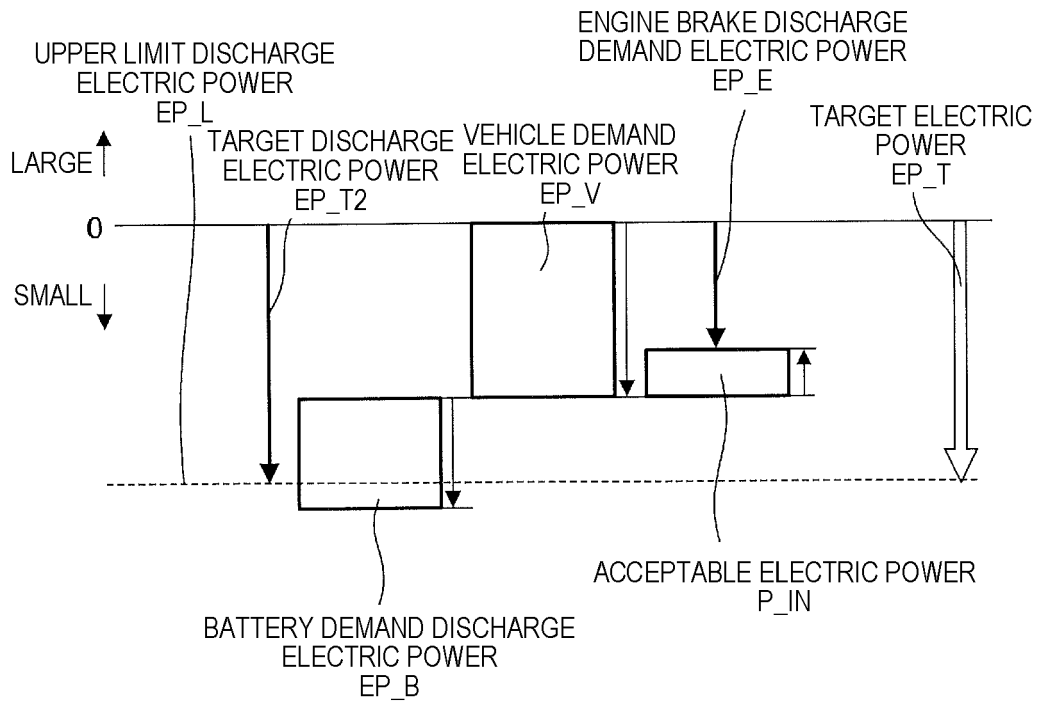 ENGINE BRAKE DISCHARGE
DEMAND ELECTRIC POWER
EP_E
UPPER LIMIT DISCHARGE
ELECTRIC POWER
EP_L
TARGET ELECTRIC
POWER
EP_T
TARGET DISCHARGE
ELECTRIC POWER
EP_T2
VEHICLE DEMAND
ELECTRIC POWER
EP_V
LARGE
0
SMALL
ACCEPTABLE ELECTRIC POWER
P_IN
BATTERY DEMAND DISCHARGE
ELECTRIC POWER
EP_B